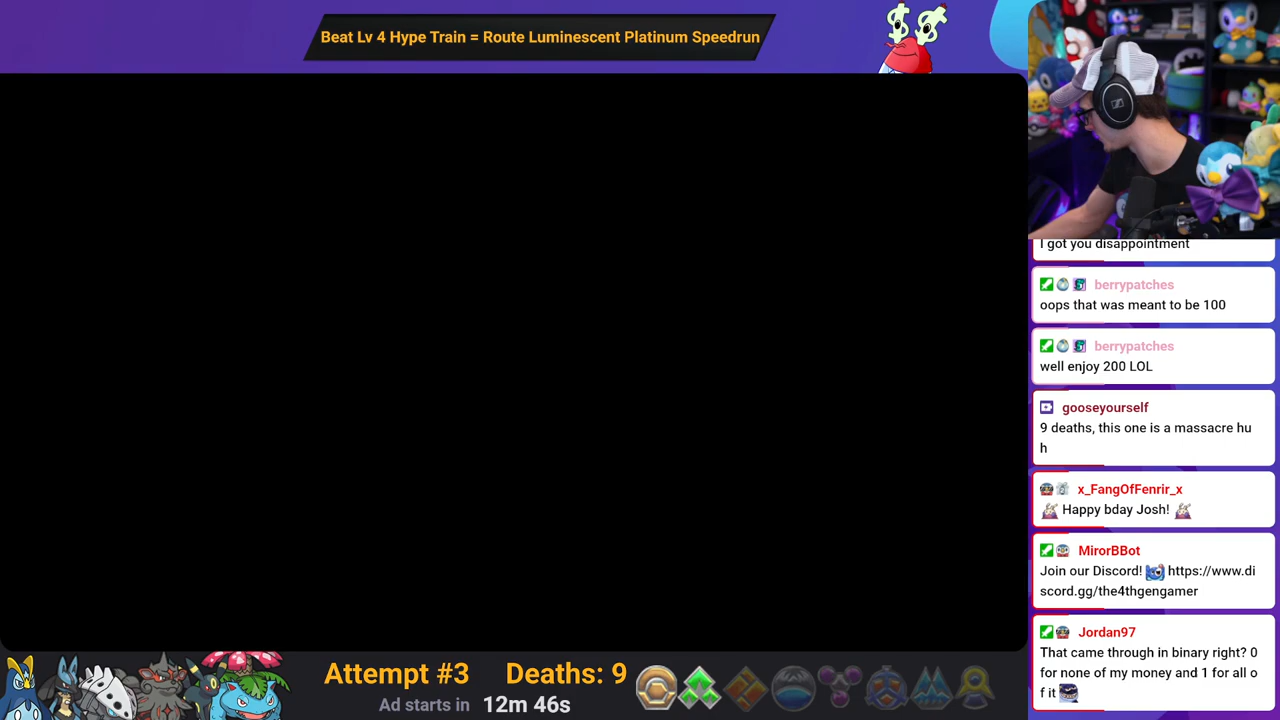 Beat Lv 4 Hype Train = Route Luminescent Platinum Speedrun
I got you disappointment
berrypatches
oops that was meant to be 100
berrypatches
well enjoy 200 LOL
gooseyourself
9 deaths, this one is a massacre hu
h
x_FangOfFenrir_x
Happy bday Josh!
MirorBBot
Join our Discord! https://www.di
scord.gg/the4thgengamer
Jordan97
That came through in binary right? 0
for none of my money and 1 for all o
f it
Attempt #3 Deaths: 9
Ad starts in 12m 46s